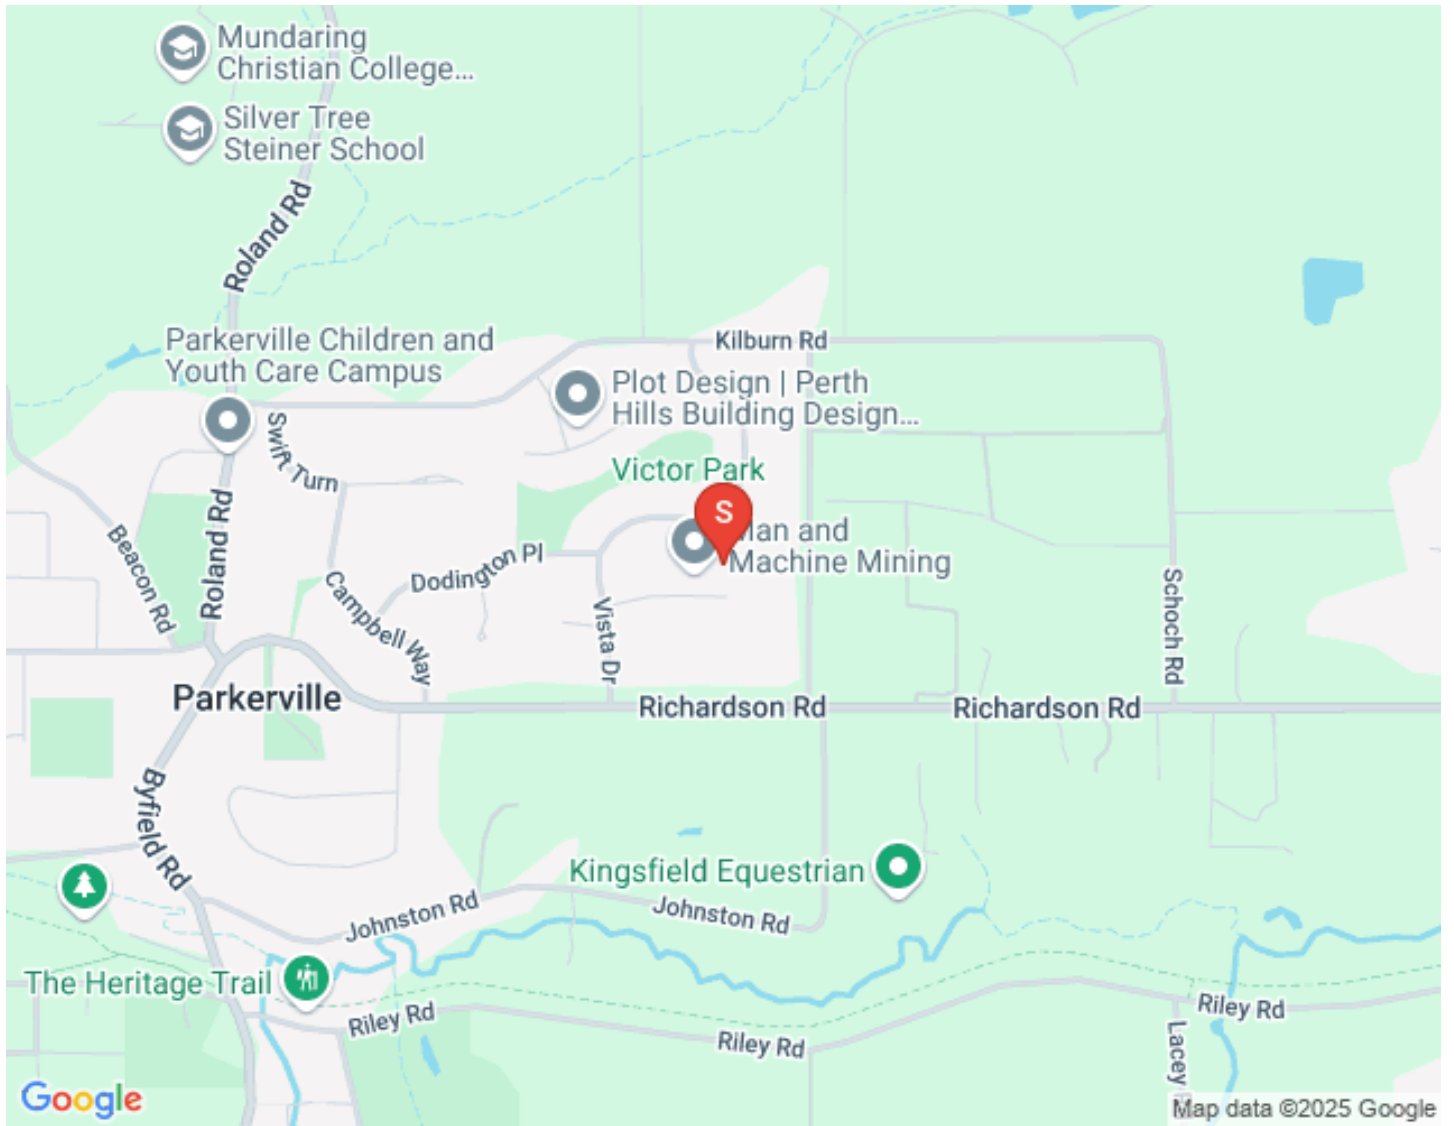 Mundaring
Christian College...
Silver Tree
Steiner School
Roland Rd
Parkerville Children and
Youth Care Campus
Kilburn Rd
Plot Design | Perth
Hills Building Design...
Swift Turn
Victor Park
Roland Rd
Beacon Rd
S
Man and
Machine Mining
Dodington Pl
Campbell Way
Vista Dr
Schoch Rd
Parkerville
Richardson Rd
Richardson Rd
Byfield Rd
Kingsfield Equestrian
Johnston Rd
Johnston Rd
The Heritage Trail
Riley Rd
Riley Rd
Riley Rd
Lacey
Google
Map data ©2025 Google